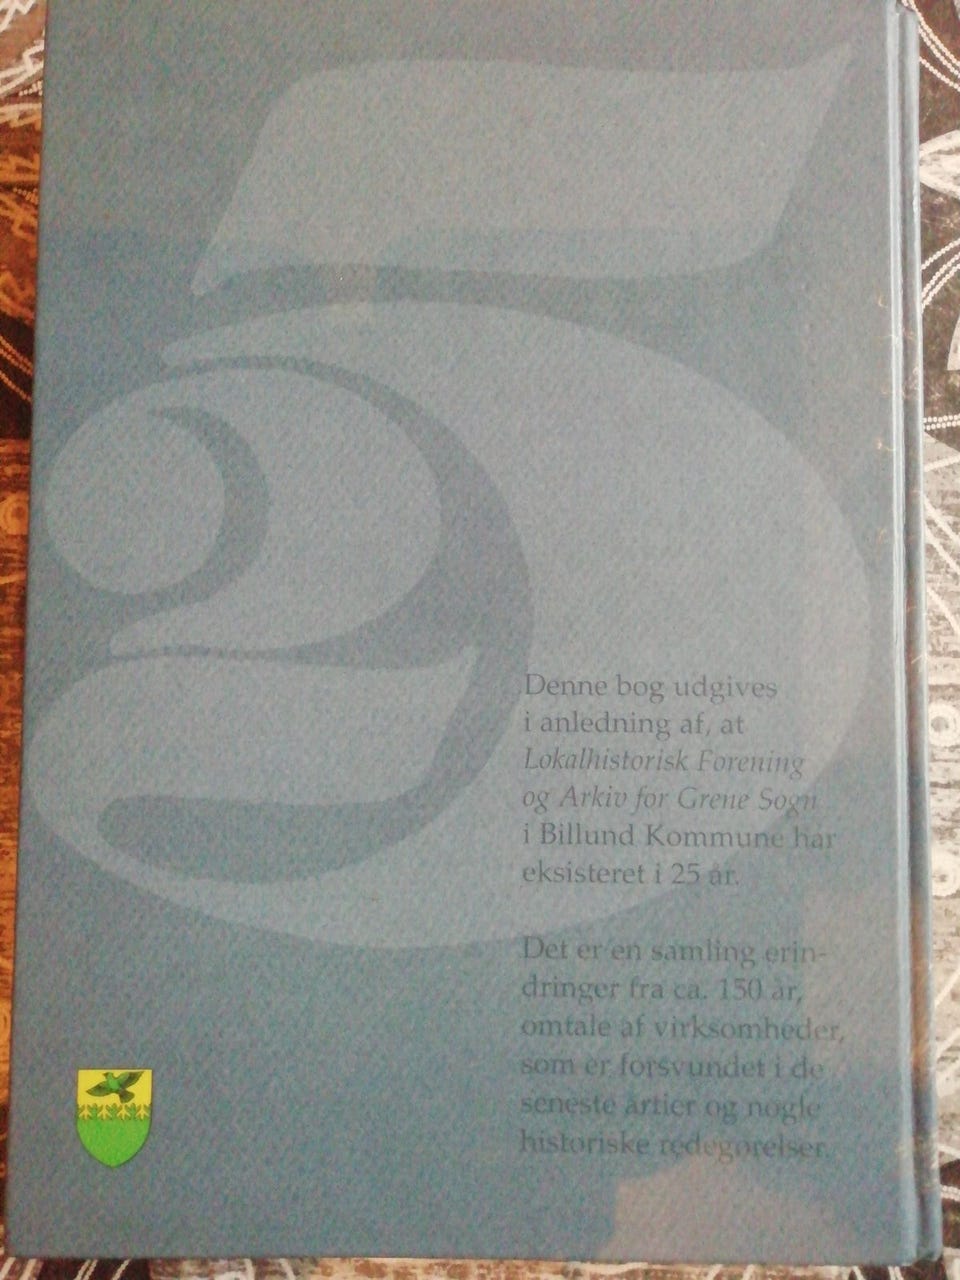 25
Denne bog udgives
i anledning af, at
Lokalhistorisk Forening
og Arkiv for Grene Sogn
i Billund Kommune har
eksisteret i 25 år.
Det er en samling erin-
dringer fra ca. 150 år,
omtale af virksomheder,
som er forsvundet i de
seneste årtier og nogle
historiske redegørelser.